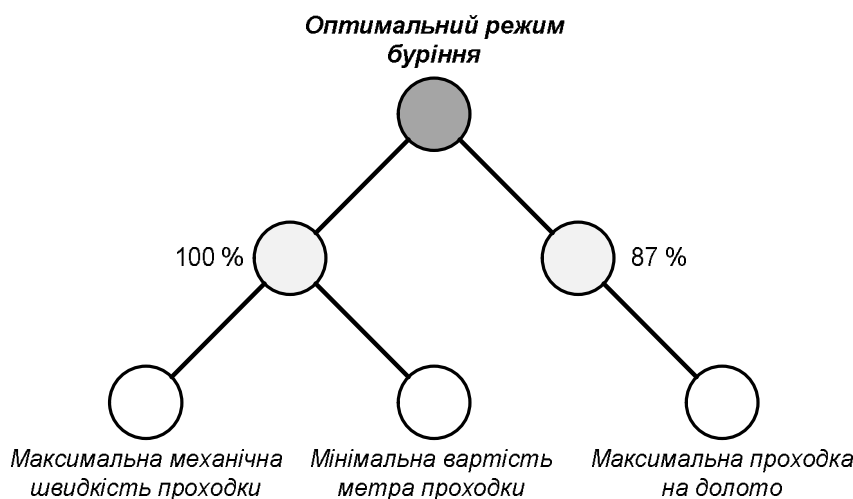 Оптимальний режим
буріння
100 %
87 %
Максимальна механічна
швидкість проходки
Мінімальна вартість
метра проходки
Максимальна проходка
на долото